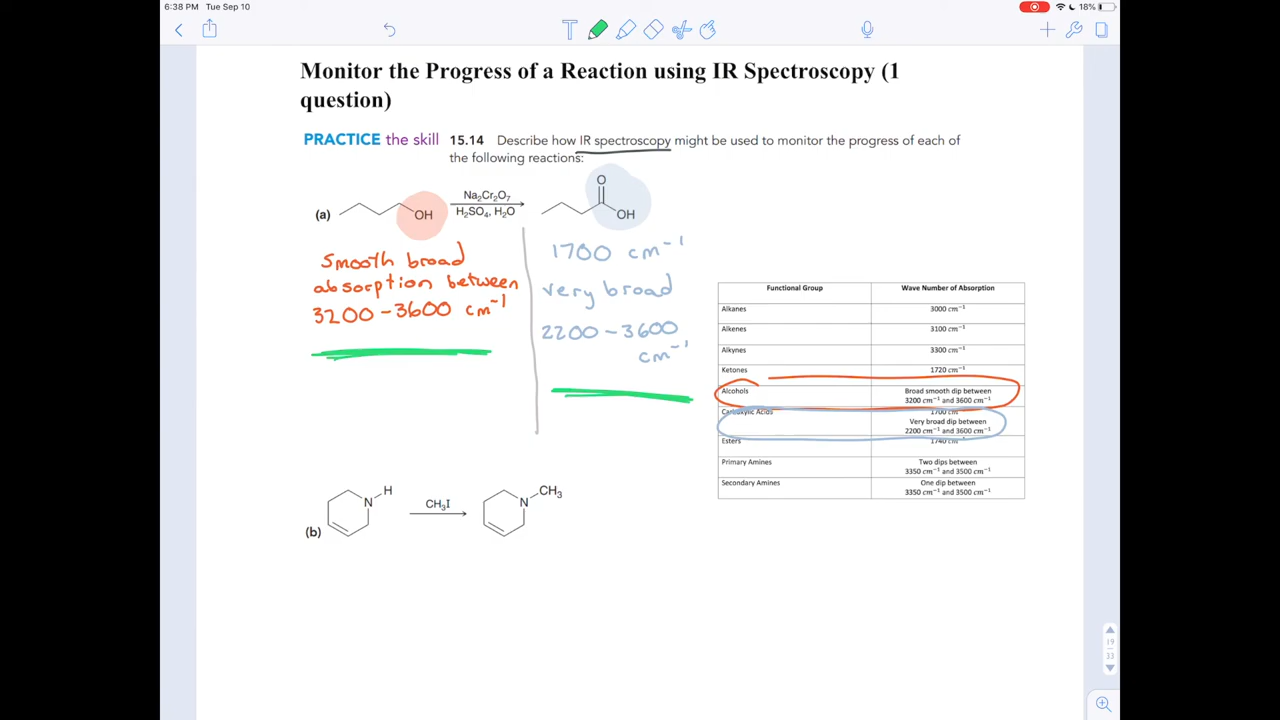 6:38 PM Tue Sep 10
18%
Monitor the Progress of a Reaction using IR Spectroscopy (1
question)
PRACTICE the skill 15.14 Describe how IR spectroscopy might be used to monitor the progress of each of
the following reactions:
(a)
OH
Na₂Cr₂O₇
H₂SO₄, H₂O
O
OH
Smooth broad
absorption between
3200 - 3600 cm⁻¹
1700 cm⁻¹
very broad
2200 - 3600
cm⁻¹
Functional Group Wave Number of Absorption
Alkanes 3000 cm⁻¹
Alkenes 3100 cm⁻¹
Alkynes 3300 cm⁻¹
Ketones 1720 cm⁻¹
Alcohols Broad smooth dip between
3200 cm⁻¹ and 3600 cm⁻¹
Carboxylic Acids 1700 cm⁻¹
Very broad dip between
2200 cm⁻¹ and 3600 cm⁻¹
Esters 1740 cm⁻¹
Primary Amines Two dips between
3350 cm⁻¹ and 3500 cm⁻¹
Secondary Amines One dip between
3350 cm⁻¹ and 3500 cm⁻¹
(b)
N H
CH₃I
N CH₃
19
33